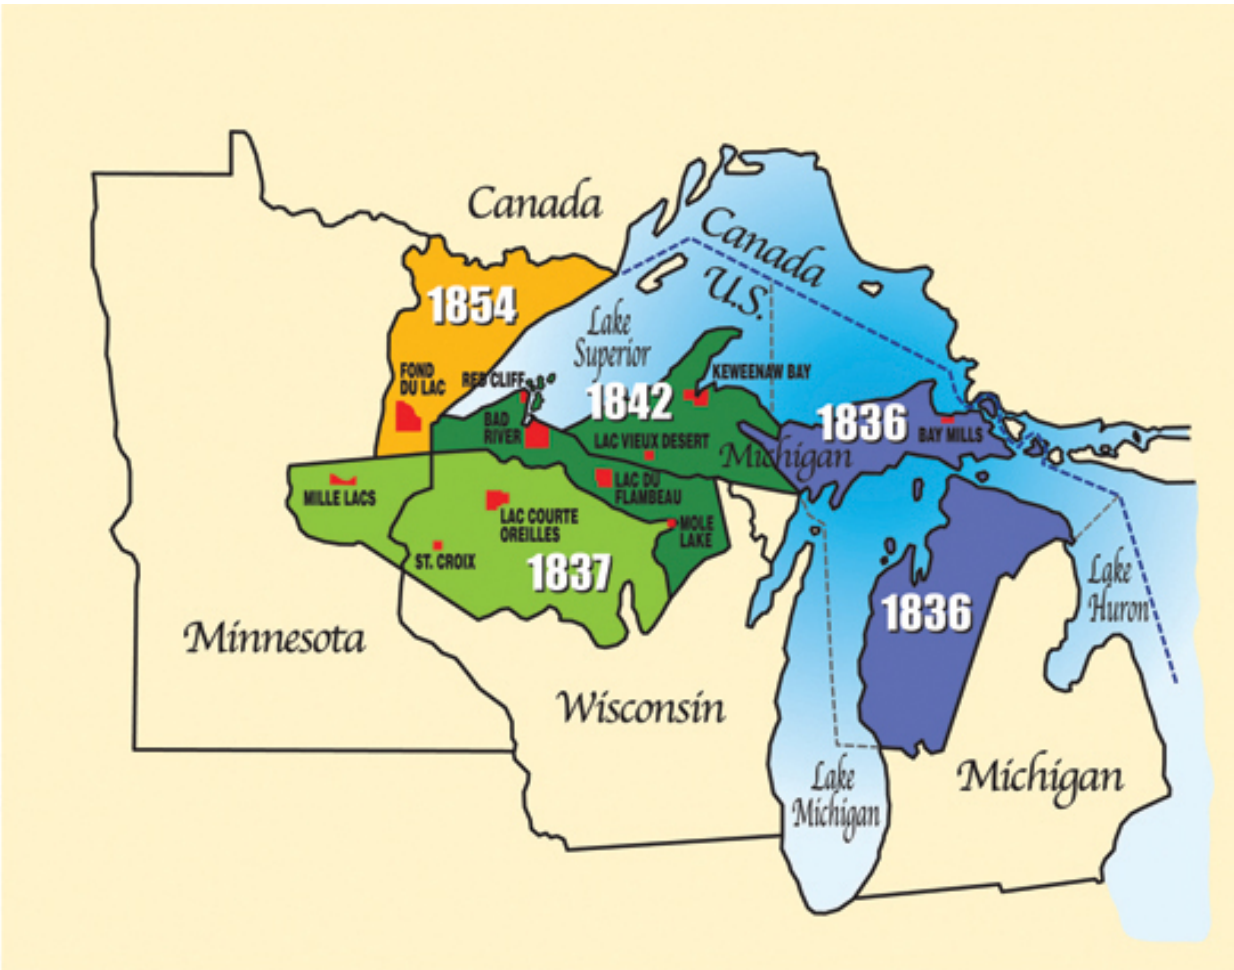 Canada
Canada
U.S.
1854
Lake
Superior
FOND
DU LAC
RED CLIFF
KEWEENAW BAY
1842
1836
BAD
RIVER
LAC VIEUX DESERT
BAY MILLS
Michigan
MILLE LACS
LAC DU
FLAMBEAU
LAC COURTE
OREILLES
MOLE
LAKE
ST. CROIX
1837
1836
Lake
Huron
Minnesota
Wisconsin
Lake
Michigan
Michigan